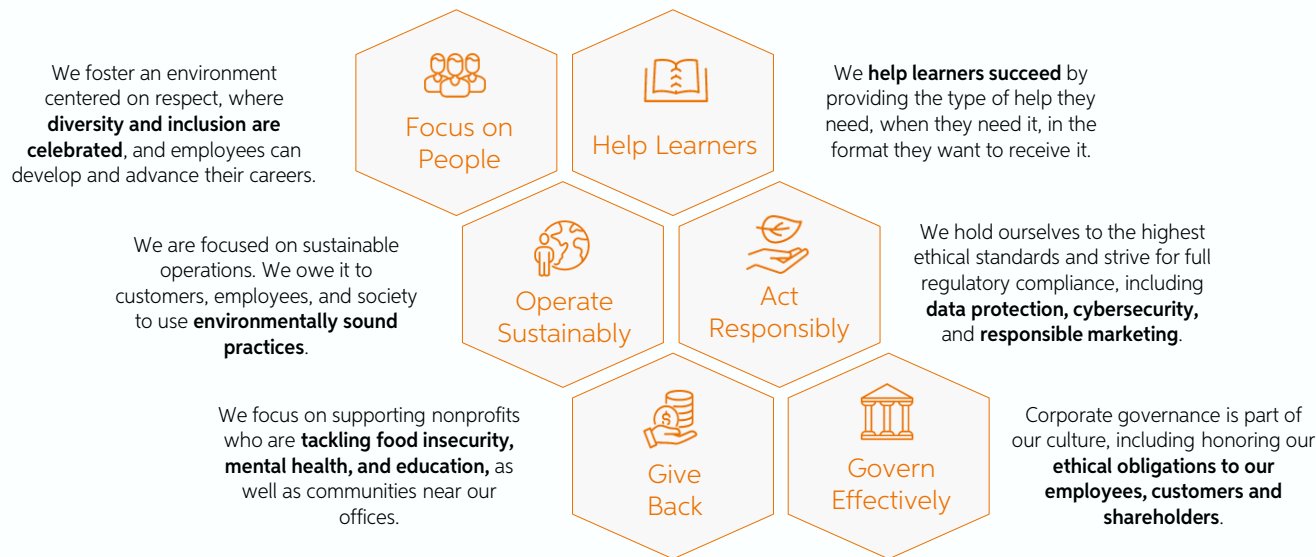 We foster an environment
centered on respect, where
diversity and inclusion are
celebrated, and employees can
develop and advance their careers.
Focus on
People
Help Learners
We help learners succeed by
providing the type of help they
need, when they need it, in the
format they want to receive it.
We are focused on sustainable
operations. We owe it to
customers, employees, and society
to use environmentally sound
practices.
Operate
Sustainably
Act
Responsibly
We hold ourselves to the highest
ethical standards and strive for full
regulatory compliance, including
data protection, cybersecurity,
and responsible marketing.
We focus on supporting nonprofits
who are tackling food insecurity,
mental health, and education, as
well as communities near our
offices.
$
Give
Back
Govern
Effectively
Corporate governance is part of
our culture, including honoring our
ethical obligations to our
employees, customers and
shareholders.